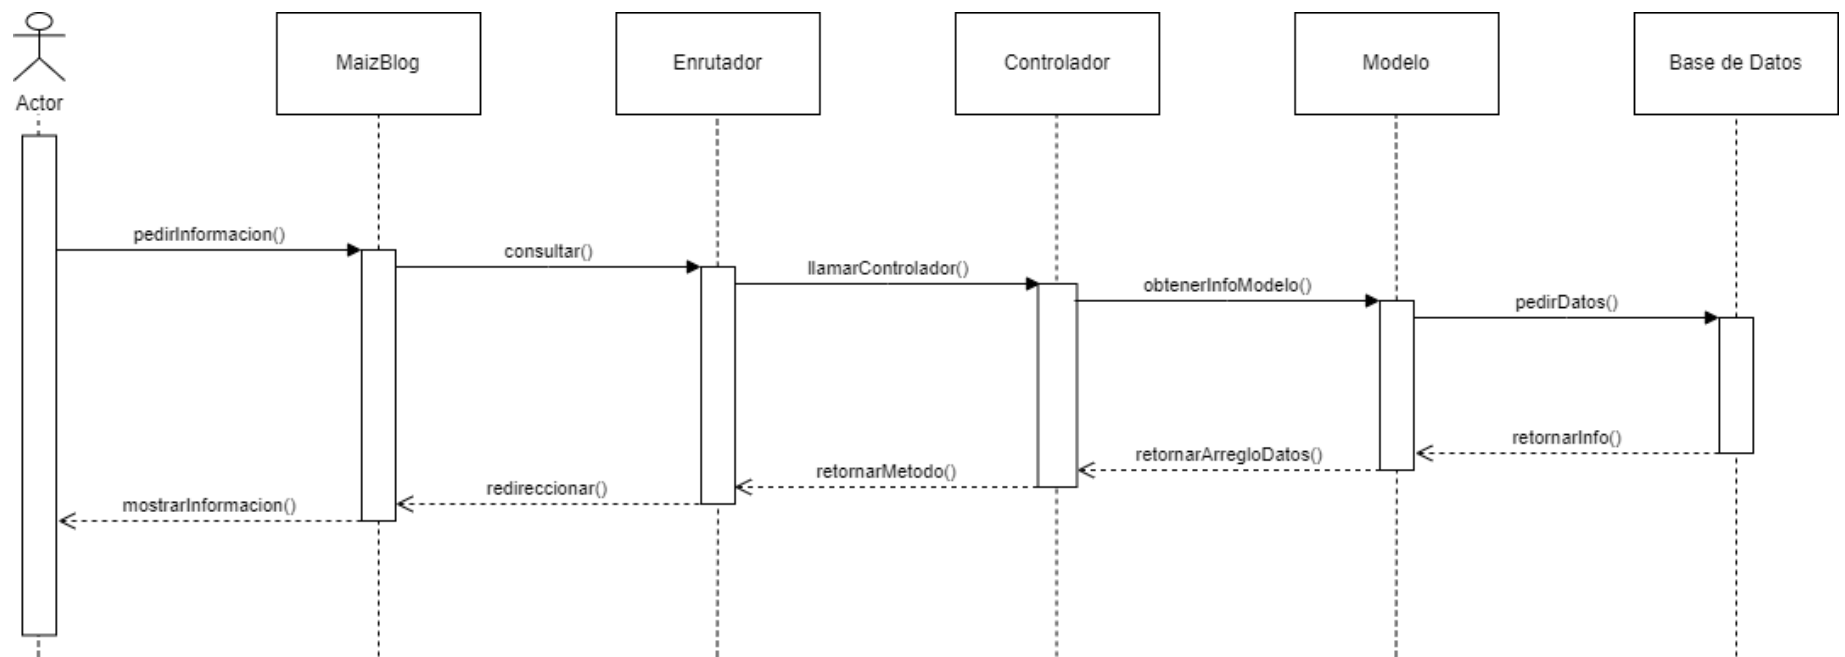 MaizBlog
Enrutador
Controlador
Modelo
Base de Datos
Actor
pedirInformacion()
consultar()
llamarControlador()
obtenerInfoModelo()
pedirDatos()
retornarInfo()
retornarArregloDatos()
retornarMetodo()
redireccionar()
mostrarInformacion()